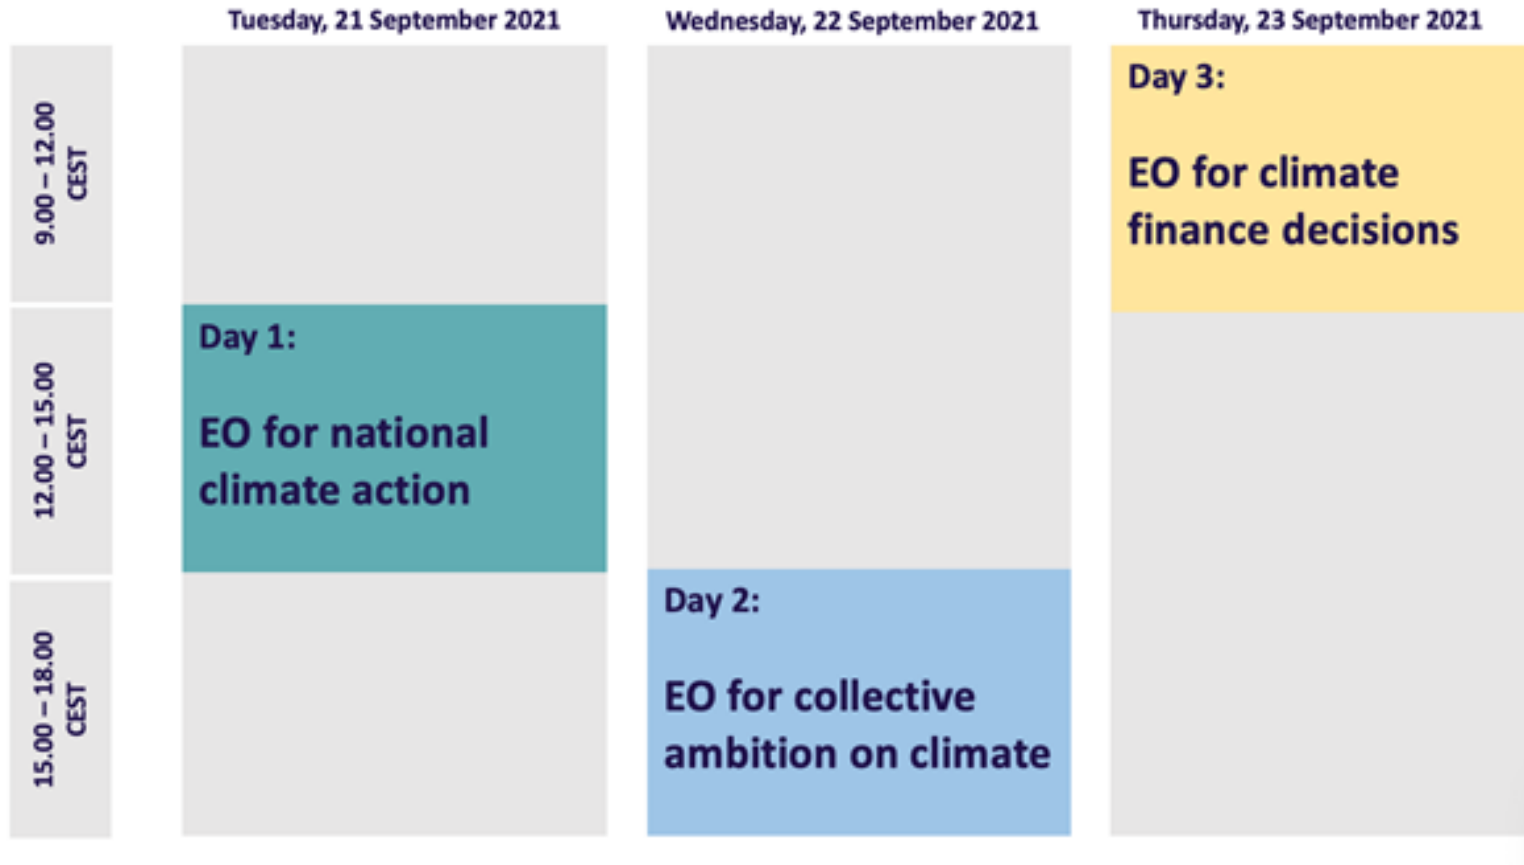 Tuesday, 21 September 2021
Wednesday, 22 September 2021
Thursday, 23 September 2021
9.00 – 12.00
CEST
Day 3:
EO for climate
finance decisions
12.00 – 15.00
CEST
Day 1:
EO for national
climate action
15.00 – 18.00
CEST
Day 2:
EO for collective
ambition on climate